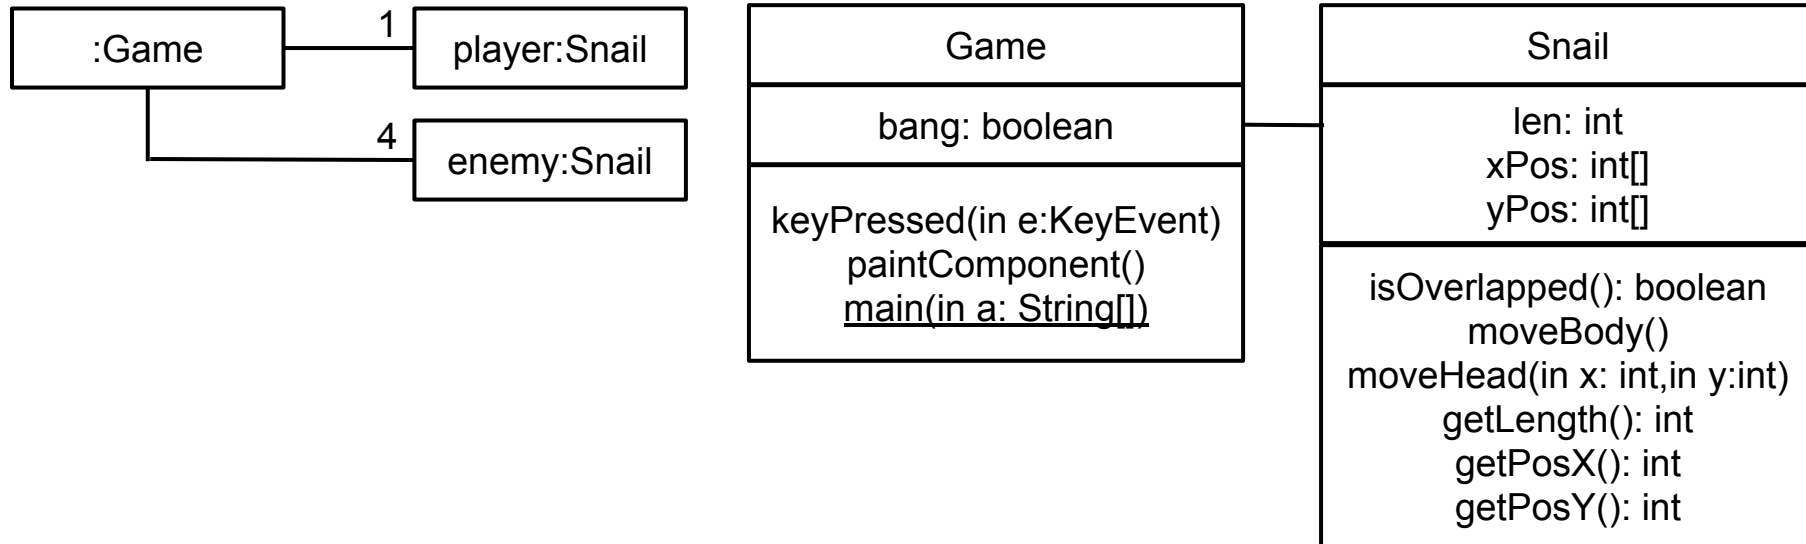 :Game
1
player:Snail
4
enemy:Snail
Game
bang: boolean
keyPressed(in e:KeyEvent)
paintComponent()
main(in a: String[])
Snail
len: int
xPos: int[]
yPos: int[]
isOverlapped(): boolean
moveBody()
moveHead(in x: int,in y:int)
getLength(): int
getPosX(): int
getPosY(): int